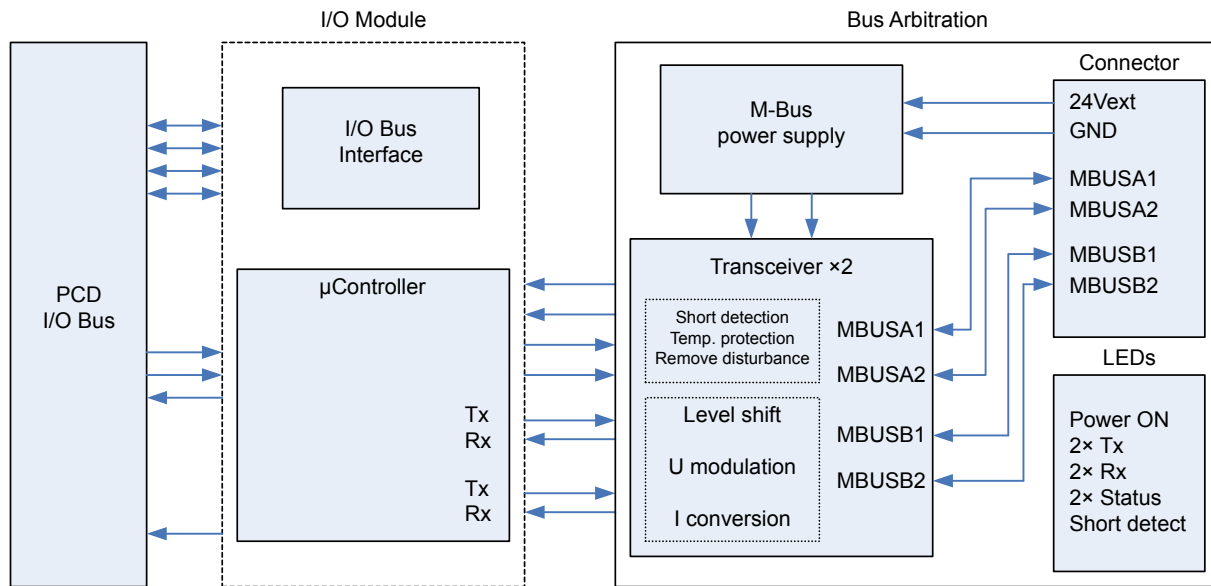 I/O Module
Bus Arbitration
PCD
I/O Bus
I/O Bus
Interface
µController
Tx
Rx
Tx
Rx
M-Bus
power supply
Transceiver ×2
Short detection
Temp. protection
Remove disturbance
Level shift
U modulation
I conversion
MBUSA1
MBUSA2
MBUSB1
MBUSB2
Connector
24Vext
GND
MBUSA1
MBUSA2
MBUSB1
MBUSB2
LEDs
Power ON
2× Tx
2× Rx
2× Status
Short detect